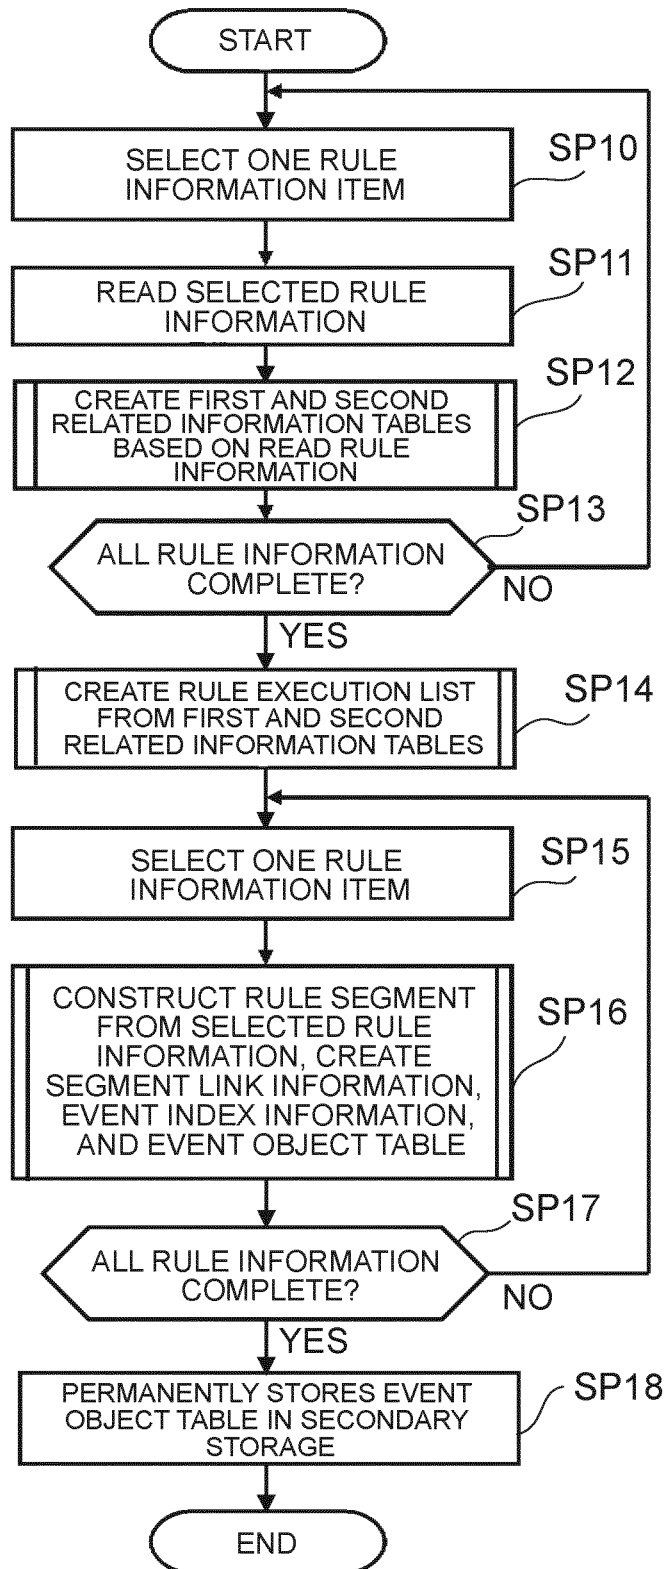 START
SELECT ONE RULE
INFORMATION ITEM
SP10
READ SELECTED RULE
INFORMATION
SP11
CREATE FIRST AND SECOND
RELATED INFORMATION TABLES
BASED ON READ RULE
INFORMATION
SP12
ALL RULE INFORMATION
COMPLETE?
SP13
NO
YES
CREATE RULE EXECUTION LIST
FROM FIRST AND SECOND
RELATED INFORMATION TABLES
SP14
SELECT ONE RULE
INFORMATION ITEM
SP15
CONSTRUCT RULE SEGMENT
FROM SELECTED RULE
INFORMATION, CREATE
SEGMENT LINK INFORMATION,
EVENT INDEX INFORMATION,
AND EVENT OBJECT TABLE
SP16
ALL RULE INFORMATION
COMPLETE?
SP17
NO
YES
PERMANENTLY STORES EVENT
OBJECT TABLE IN SECONDARY
STORAGE
SP18
END